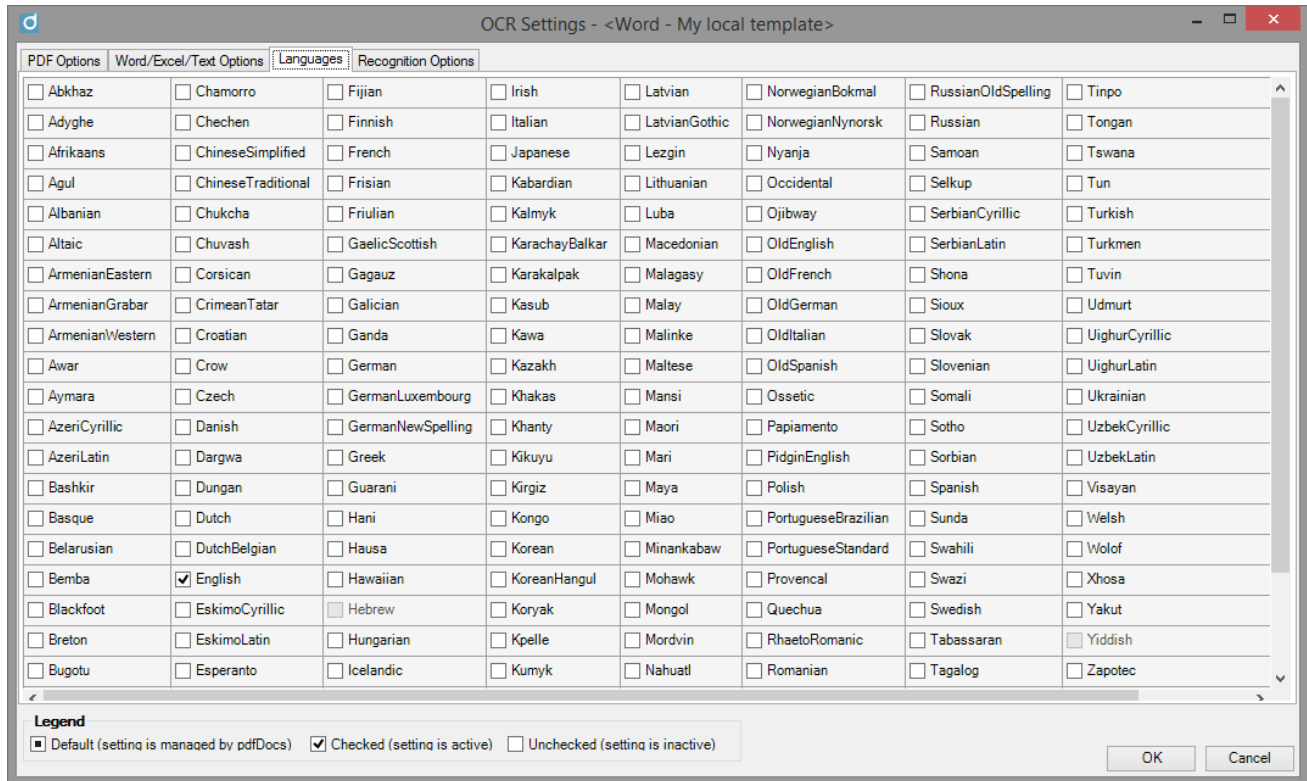 OCR Settings - <Word - My local template>
PDF Options Word/Excel/Text Options Languages Recognition Options
Abkhaz Chamorro Fijian Irish Latvian NorwegianBokmal RussianOldSpelling Tinpo
Adyghe Chechen Finnish Italian LatvianGothic NorwegianNynorsk Russian Tongan
Afrikaans ChineseSimplified French Japanese Lezgin Nyanja Samoan Tswana
Agul ChineseTraditional Frisian Kabardian Lithuanian Occidental Selkup Tun
Albanian Chukcha Friulian Kalmyk Luba Ojibway SerbianCyrillic Turkish
Altaic Chuvash GaelicScottish KarachayBalkar Macedonian OldEnglish SerbianLatin Turkmen
ArmenianEastern Corsican Gagauz Karakalpak Malagasy OldFrench Shona Tuvin
ArmenianGrabar CrimeanTatar Galician Kasub Malay OldGerman Sioux Udmurt
ArmenianWestern Croatian Ganda Kawa Malinke OldItalian Slovak UighurCyrillic
Awar Crow German Kazakh Maltese OldSpanish Slovenian UighurLatin
Aymara Czech GermanLuxembourg Khakas Mansi Ossetic Somali Ukrainian
AzeriCyrillic Danish GermanNewSpelling Khanty Maori Papiamento Sotho UzbekCyrillic
AzeriLatin Dargwa Greek Kikuyu Mari PidginEnglish Sorbian UzbekLatin
Bashkir Dungan Guarani Kirgiz Maya Polish Spanish Visayan
Basque Dutch Hani Kongo Miao PortugueseBrazilian Sunda Welsh
Belarusian DutchBelgian Hausa Korean Minankabaw PortugueseStandard Swahili Wolof
Bemba English Hawaiian KoreanHangul Mohawk Provencal Swazi Xhosa
Blackfoot EskimoCyrillic Hebrew Koryak Mongol Quechua Swedish Yakut
Breton EskimoLatin Hungarian Kpelle Mordvin RhaetoRomanic Tabassaran Yiddish
Bugotu Esperanto Icelandic Kumyk Nahuatl Romanian Tagalog Zapotec
Legend
Default (setting is managed by pdfDocs) Checked (setting is active) Unchecked (setting is inactive)
OK Cancel